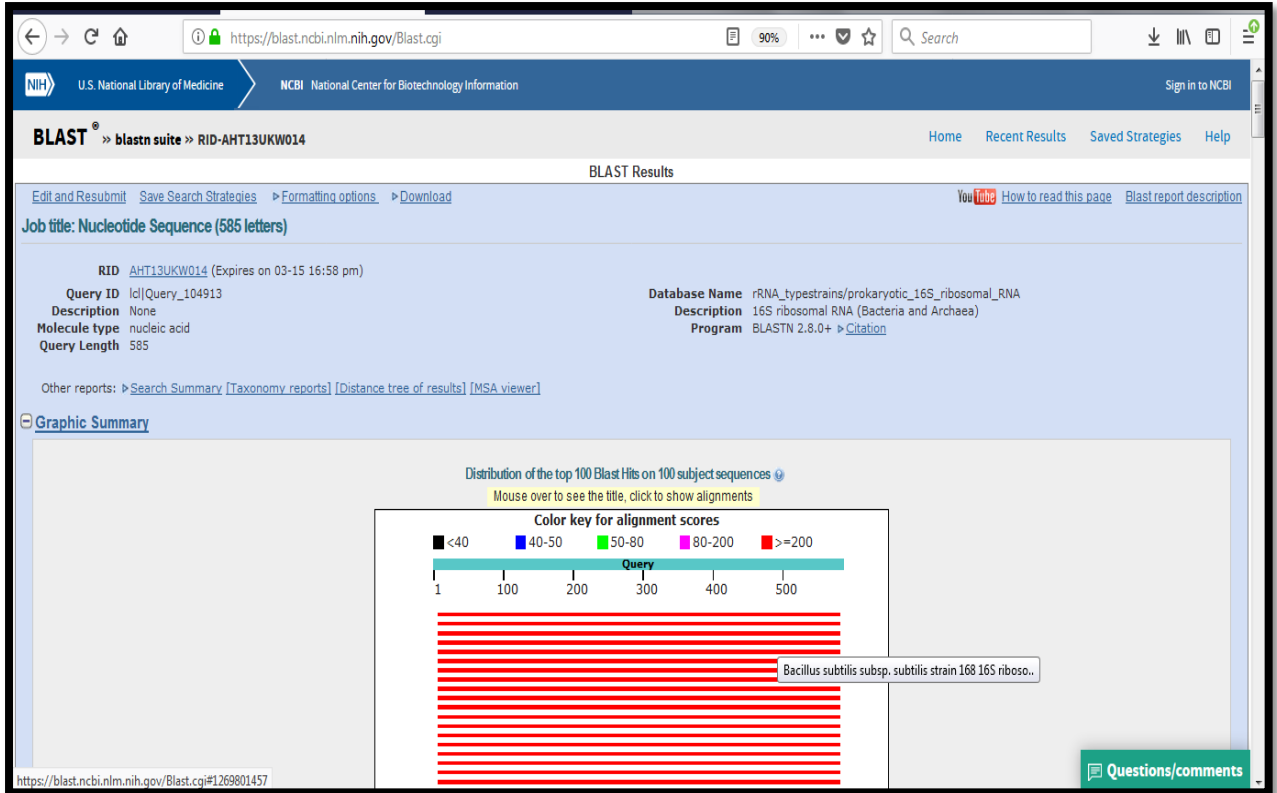 https://blast.ncbi.nlm.nih.gov/Blast.cgi 90% Search
NIH U.S. National Library of Medicine NCBI National Center for Biotechnology Information Sign in to NCBI
BLAST ® » blastn suite » RID-AHT13UKW014 Home Recent Results Saved Strategies Help
BLAST Results
Edit and Resubmit Save Search Strategies Formatting options Download YouTube How to read this page Blast report description
Job title: Nucleotide Sequence (585 letters)
RID AHT13UKW014 (Expires on 03-15 16:58 pm)
Query ID lcl|Query_104913 Database Name rRNA_typestrains/prokaryotic_16S_ribosomal_RNA
Description None Description 16S ribosomal RNA (Bacteria and Archaea)
Molecule type nucleic acid Program BLASTN 2.8.0+ Citation
Query Length 585
Other reports: Search Summary [Taxonomy reports] [Distance tree of results] [MSA viewer]
Graphic Summary
Distribution of the top 100 Blast Hits on 100 subject sequences
Mouse over to see the title, click to show alignments
Color key for alignment scores
<40 40-50 50-80 80-200 >=200
Query
1 100 200 300 400 500
Bacillus subtilis subsp. subtilis strain 168 16S riboso..
Questions/comments
https://blast.ncbi.nlm.nih.gov/Blast.cgi#1269801457